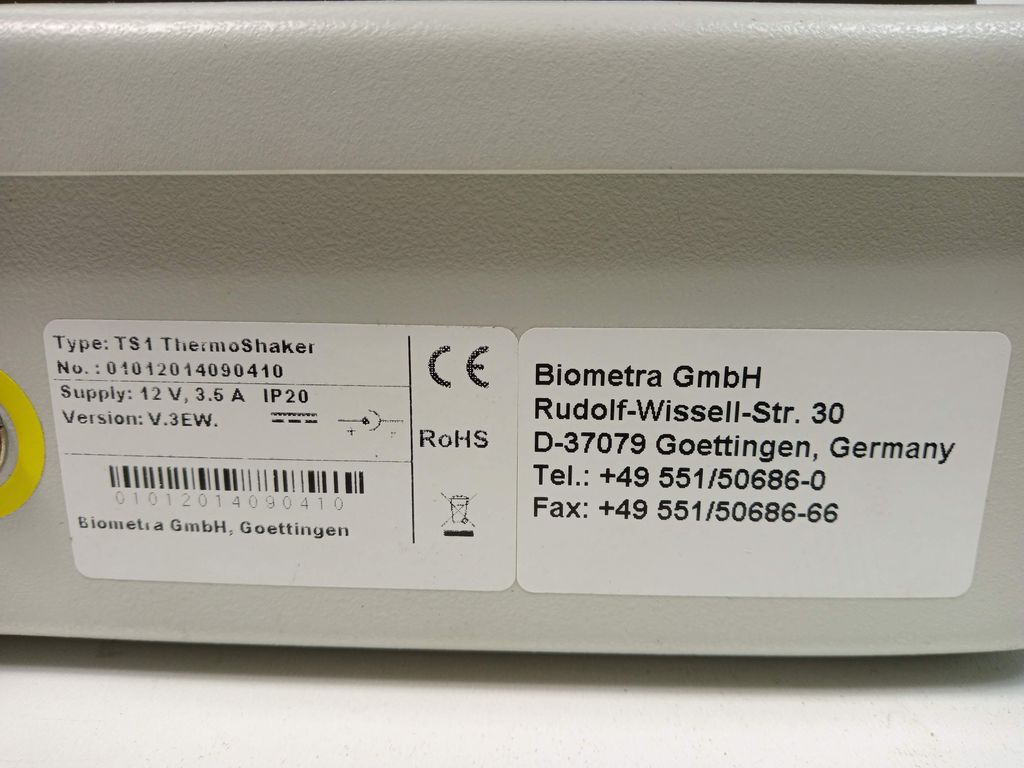 Type: TS1 ThermoShaker
No. : 01012014090410
Supply: 12 V, 3.5 A IP20
Version: V.3EW.
CE
RoHS
01012014090410
Biometra GmbH, Goettingen
Biometra GmbH
Rudolf-Wissell-Str. 30
D-37079 Goettingen, Germany
Tel.: +49 551/50686-0
Fax: +49 551/50686-66